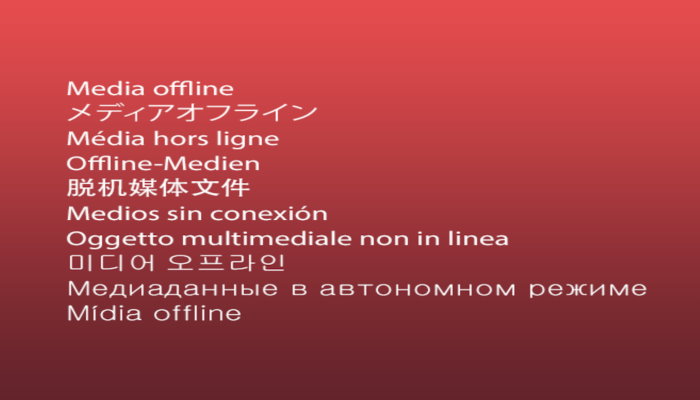 Media offline
メディアオフライン
Média hors ligne
Offline-Medien
脱机媒体文件
Medios sin conexión
Oggetto multimediale non in linea
미디어 오프라인
Медиаданные в автономном режиме
Mídia offline